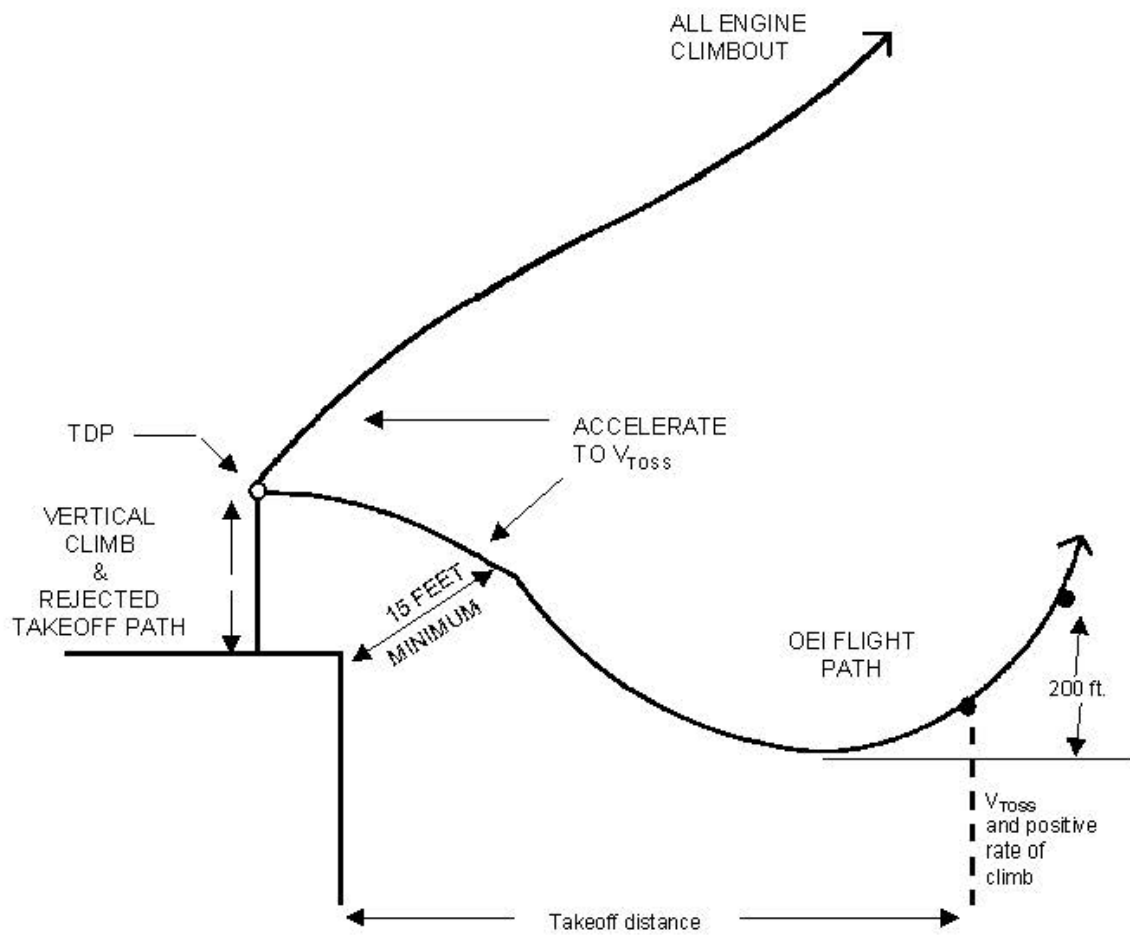 ALL ENGINE
CLIMBOUT
TDP
ACCELERATE
TO VTOSS
VERTICAL
CLIMB
&
REJECTED
TAKEOFF PATH
15 FEET
MINIMUM
OEI FLIGHT
PATH
200 ft.
VTOSS
and positive
rate of
climb
Takeoff distance